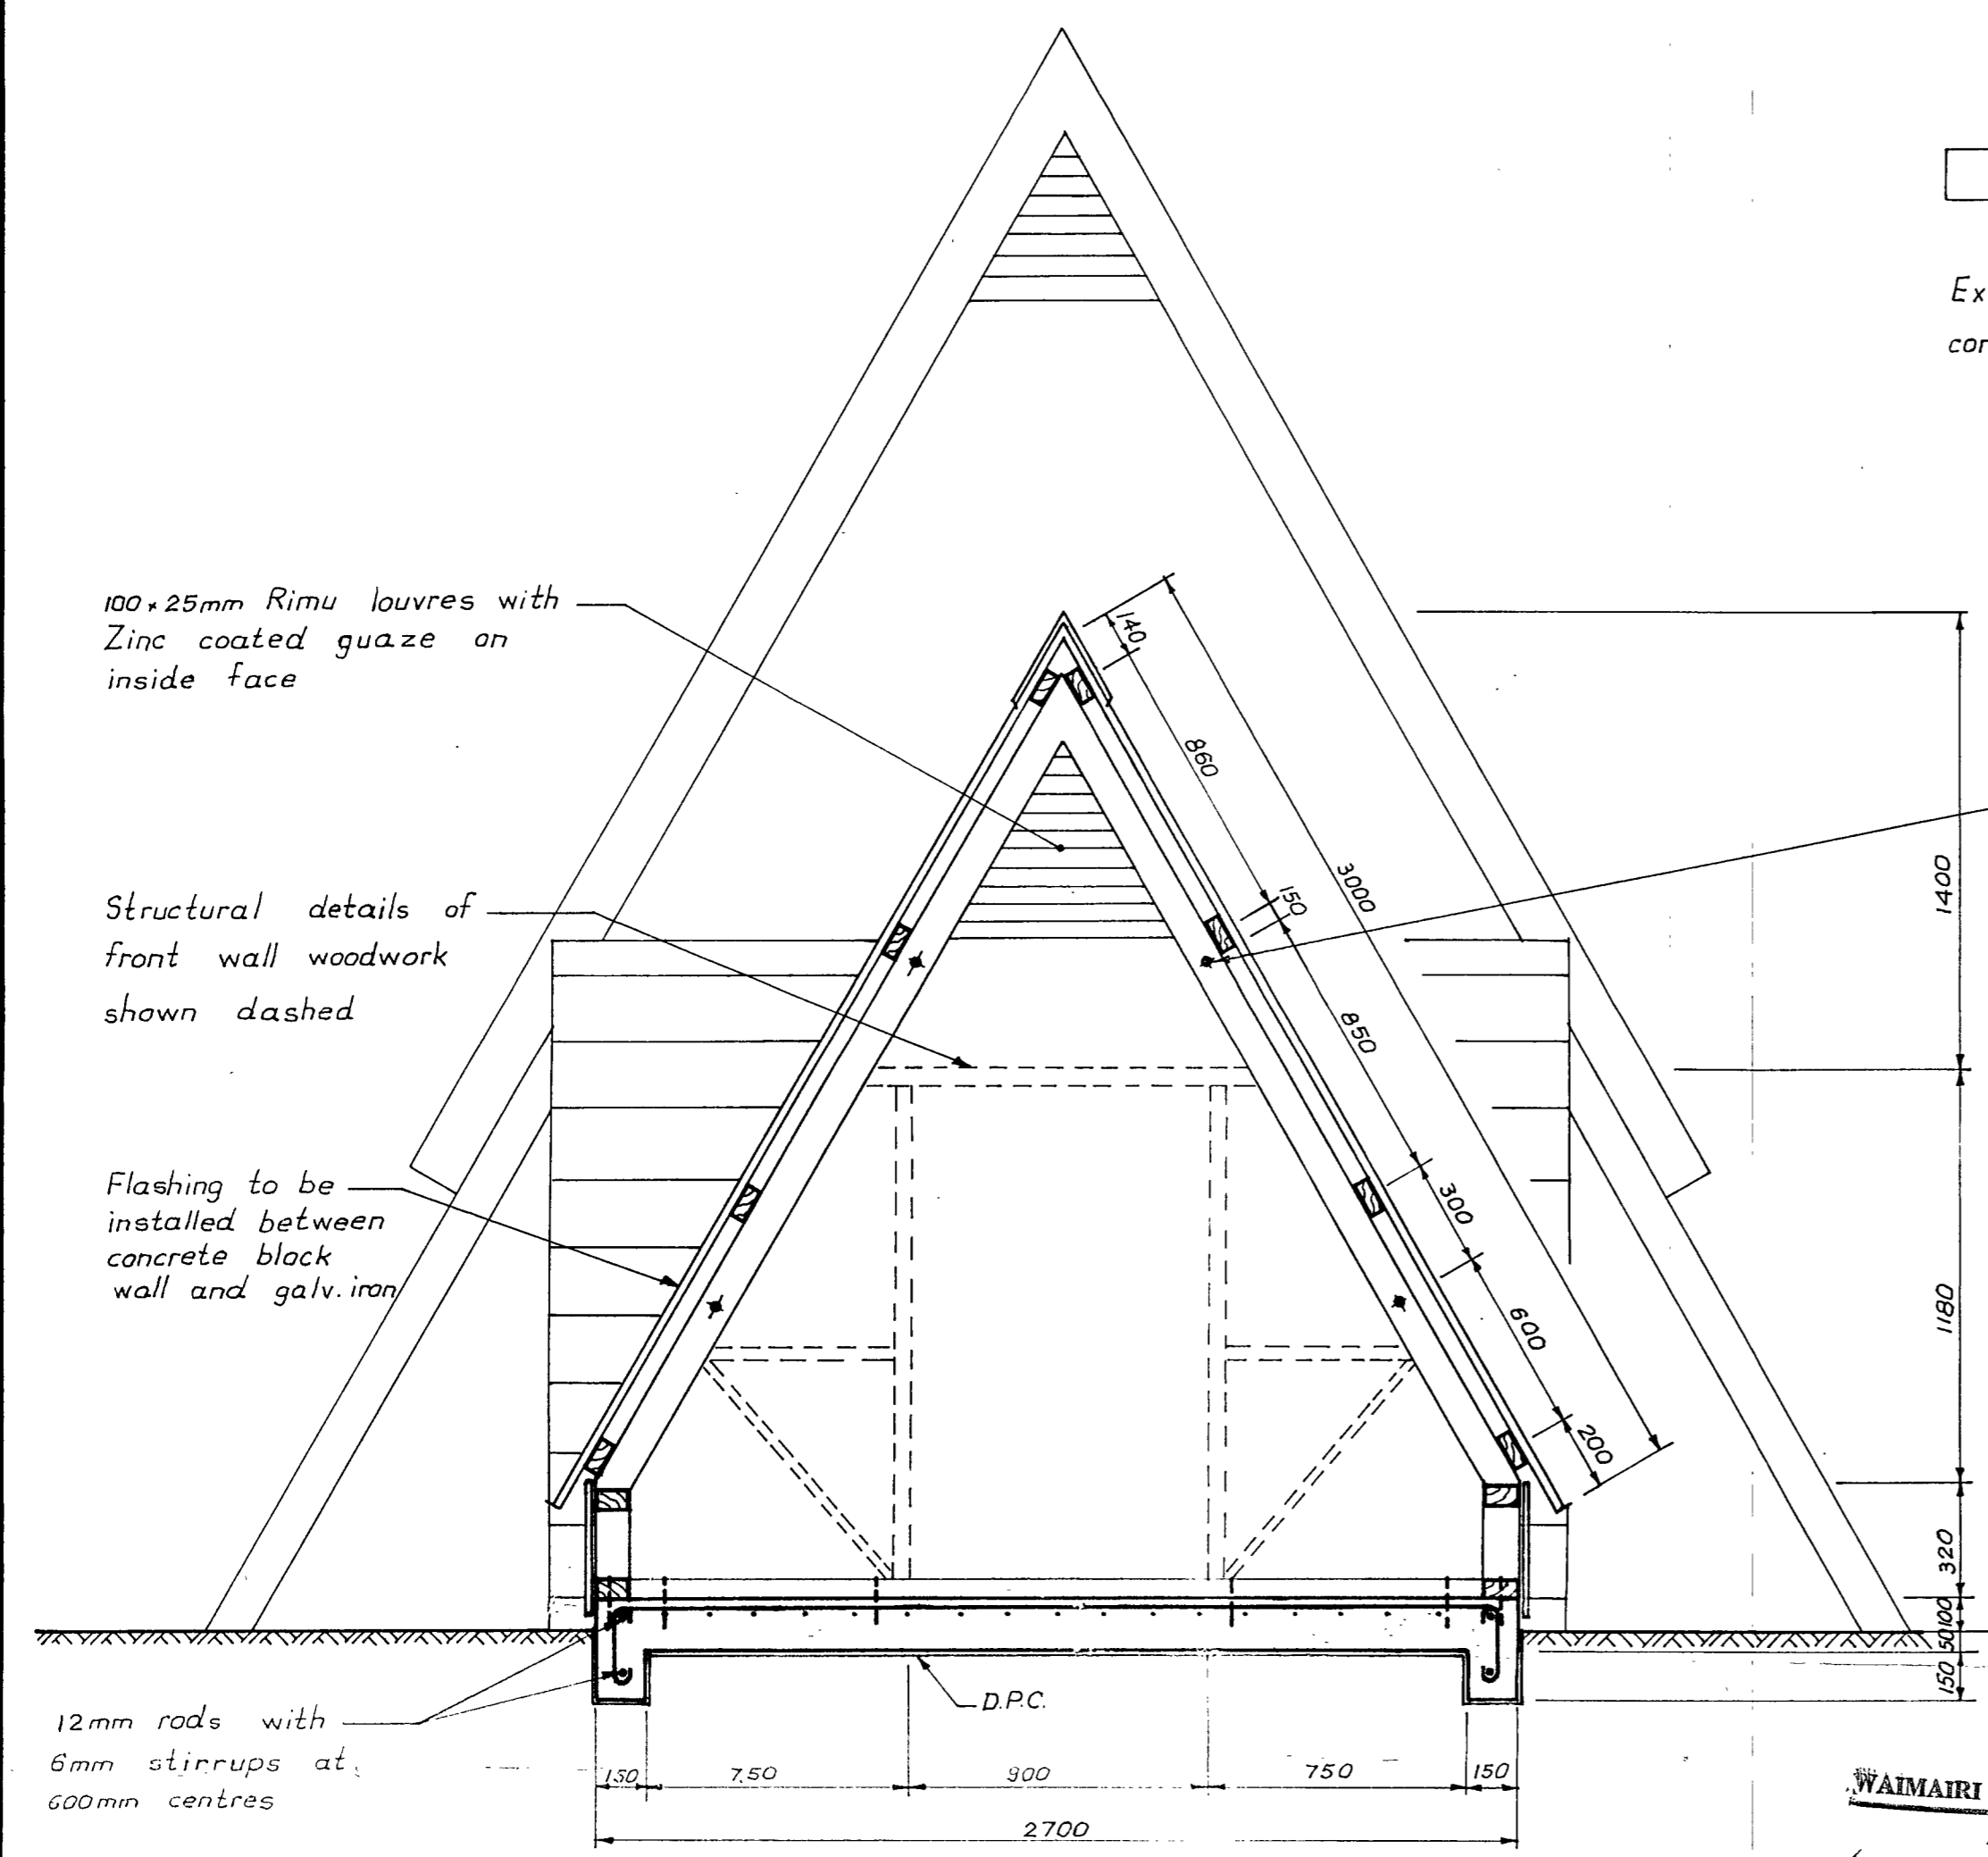 Ex
cor
100 x 25mm Rimu louvres with
Zinc coated guaze on
inside face
Structural details of
front wall woodwork
shown dashed
Flashing to be
installed between
concrete block
wall and galv. iron
12mm rods with
6mm stirrups at
600mm centres
140
860
150
3000
850
300
600
200
1400
1180
320
100
50
150
D.P.C.
150
750
900
750
150
2700
WAIMAIRI